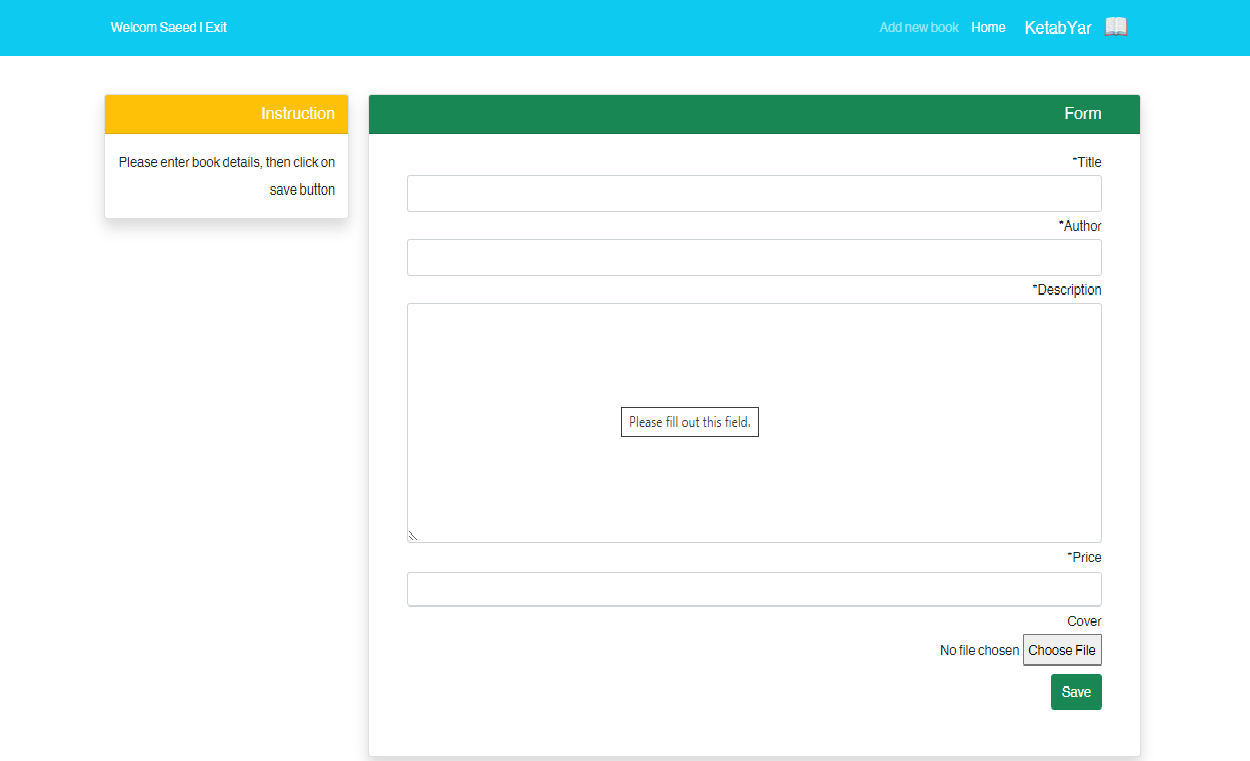 Welcom Saeed | Exit
Add new book Home KetabYar
Instruction
Please enter book details, then click on
save button
Form
*Title
*Author
*Description
Please fill out this field.
*Price
Cover
No file chosen Choose File
Save